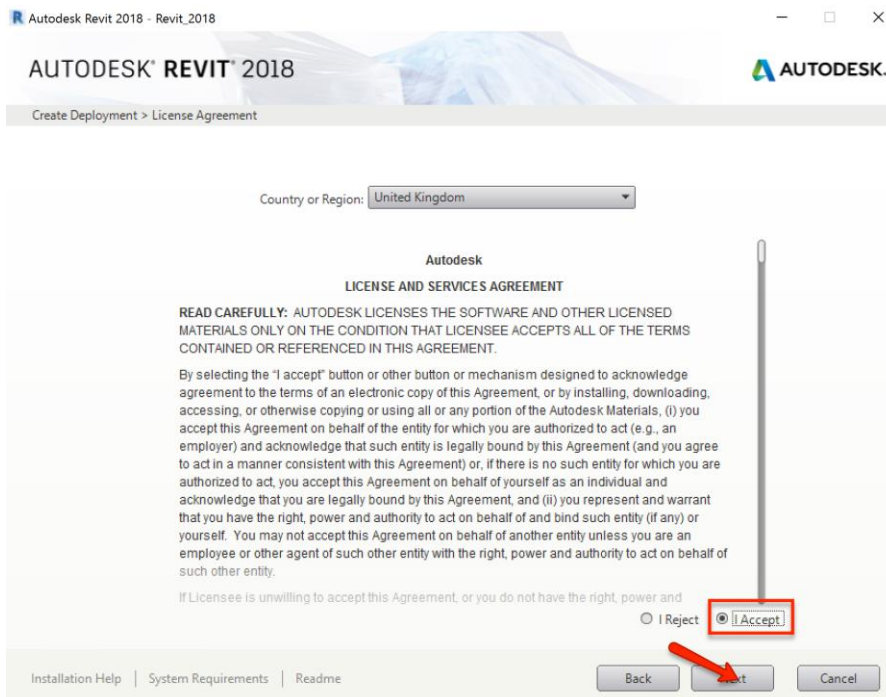 Autodesk Revit 2018 - Revit_2018
AUTODESK® REVIT® 2018
AUTODESK.
Create Deployment > License Agreement
Country or Region: United Kingdom
Autodesk
LICENSE AND SERVICES AGREEMENT
READ CAREFULLY: AUTODESK LICENSES THE SOFTWARE AND OTHER LICENSED
MATERIALS ONLY ON THE CONDITION THAT LICENSEE ACCEPTS ALL OF THE TERMS
CONTAINED OR REFERENCED IN THIS AGREEMENT.
By selecting the “I accept” button or other button or mechanism designed to acknowledge
agreement to the terms of an electronic copy of this Agreement, or by installing, downloading,
accessing, or otherwise copying or using all or any portion of the Autodesk Materials, (i) you
accept this Agreement on behalf of the entity for which you are authorized to act (e.g., an
employer) and acknowledge that such entity is legally bound by this Agreement (and you agree
to act in a manner consistent with this Agreement) or, if there is no such entity for which you are
authorized to act, you accept this Agreement on behalf of yourself as an individual and
acknowledge that you are legally bound by this Agreement, and (ii) you represent and warrant
that you have the right, power and authority to act on behalf of and bind such entity (if any) or
yourself. You may not accept this Agreement on behalf of another entity unless you are an
employee or other agent of such other entity with the right, power and authority to act on behalf of
such other entity.
If Licensee is unwilling to accept this Agreement, or you do not have the right, power and
I Reject I Accept
Installation Help | System Requirements | Readme Back Cancel